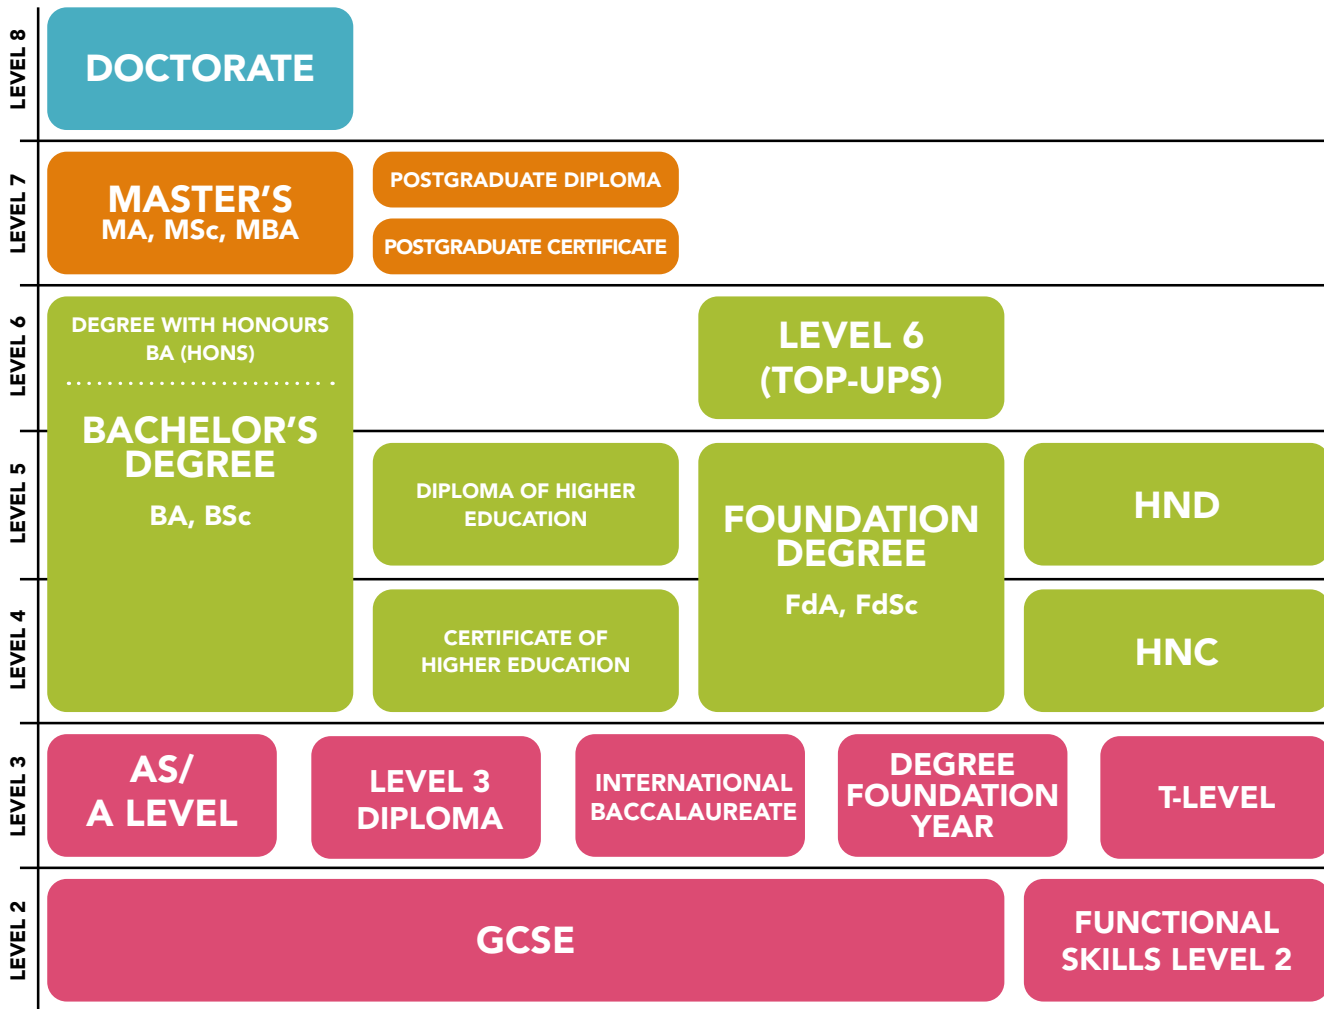 LEVEL 8
DOCTORATE
LEVEL 7
MASTER'S
MA, MSc, MBA
POSTGRADUATE DIPLOMA
POSTGRADUATE CERTIFICATE
LEVEL 6
DEGREE WITH HONOURS
BA (HONS)
BACHELOR'S
DEGREE
BA, BSc
LEVEL 6
(TOP-UPS)
LEVEL 5
DIPLOMA OF HIGHER
EDUCATION
FOUNDATION
DEGREE
FdA, FdSc
HND
LEVEL 4
CERTIFICATE OF
HIGHER EDUCATION
HNC
LEVEL 3
AS/
A LEVEL
LEVEL 3
DIPLOMA
INTERNATIONAL
BACCALAUREATE
DEGREE
FOUNDATION
YEAR
T-LEVEL
LEVEL 2
GCSE
FUNCTIONAL
SKILLS LEVEL 2